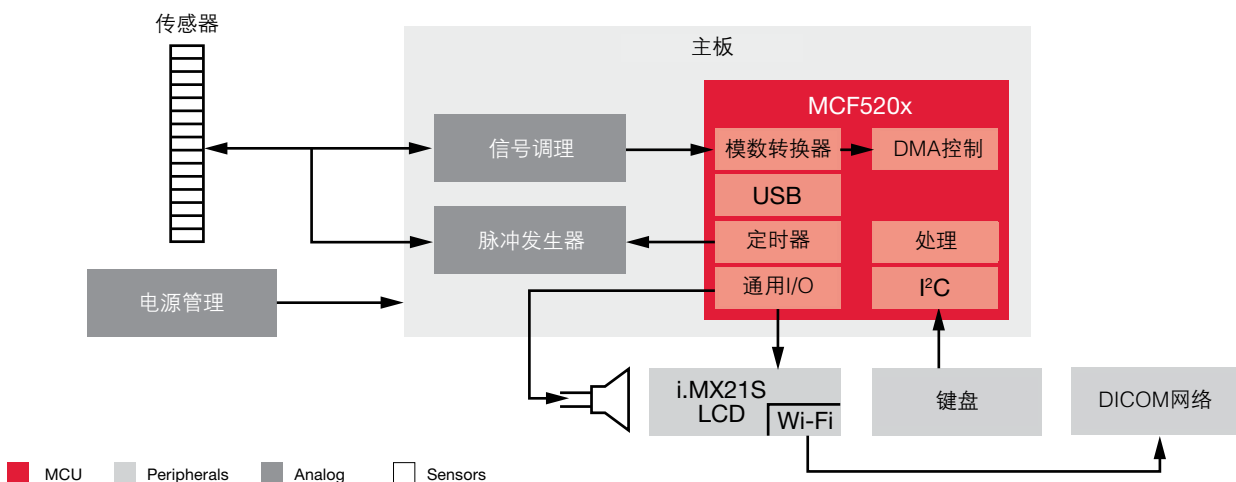 传感器
主板
MCF520x
信号调理
模数转换器
DMA控制
USB
脉冲发生器
定时器
处理
电源管理
通用I/O
I²C
i.MX21S
LCD
Wi-Fi
键盘
DICOM网络
MCU
Peripherals
Analog
Sensors